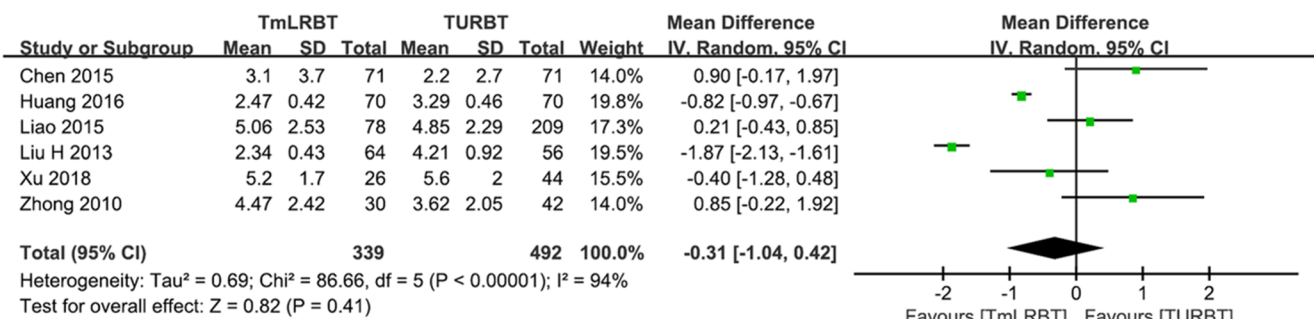 TmLRBT TURBT Mean Difference Mean Difference
Study or Subgroup Mean SD Total Mean SD Total Weight IV, Random, 95% CI IV, Random, 95% CI
Chen 2015 3.1 3.7 71 2.2 2.7 71 14.0% 0.90 [-0.17, 1.97]
Huang 2016 2.47 0.42 70 3.29 0.46 70 19.8% -0.82 [-0.97, -0.67]
Liao 2015 5.06 2.53 78 4.85 2.29 209 17.3% 0.21 [-0.43, 0.85]
Liu H 2013 2.34 0.43 64 4.21 0.92 56 19.5% -1.87 [-2.13, -1.61]
Xu 2018 5.2 1.7 26 5.6 2 44 15.5% -0.40 [-1.28, 0.48]
Zhong 2010 4.47 2.42 30 3.62 2.05 42 14.0% 0.85 [-0.22, 1.92]
Total (95% CI) 339 492 100.0% -0.31 [-1.04, 0.42]
Heterogeneity: Tau² = 0.69; Chi² = 86.66, df = 5 (P < 0.00001); I² = 94%
Test for overall effect: Z = 0.82 (P = 0.41)
-2 -1 0 1 2
Favours [TmLRBT] Favours [TURBT]